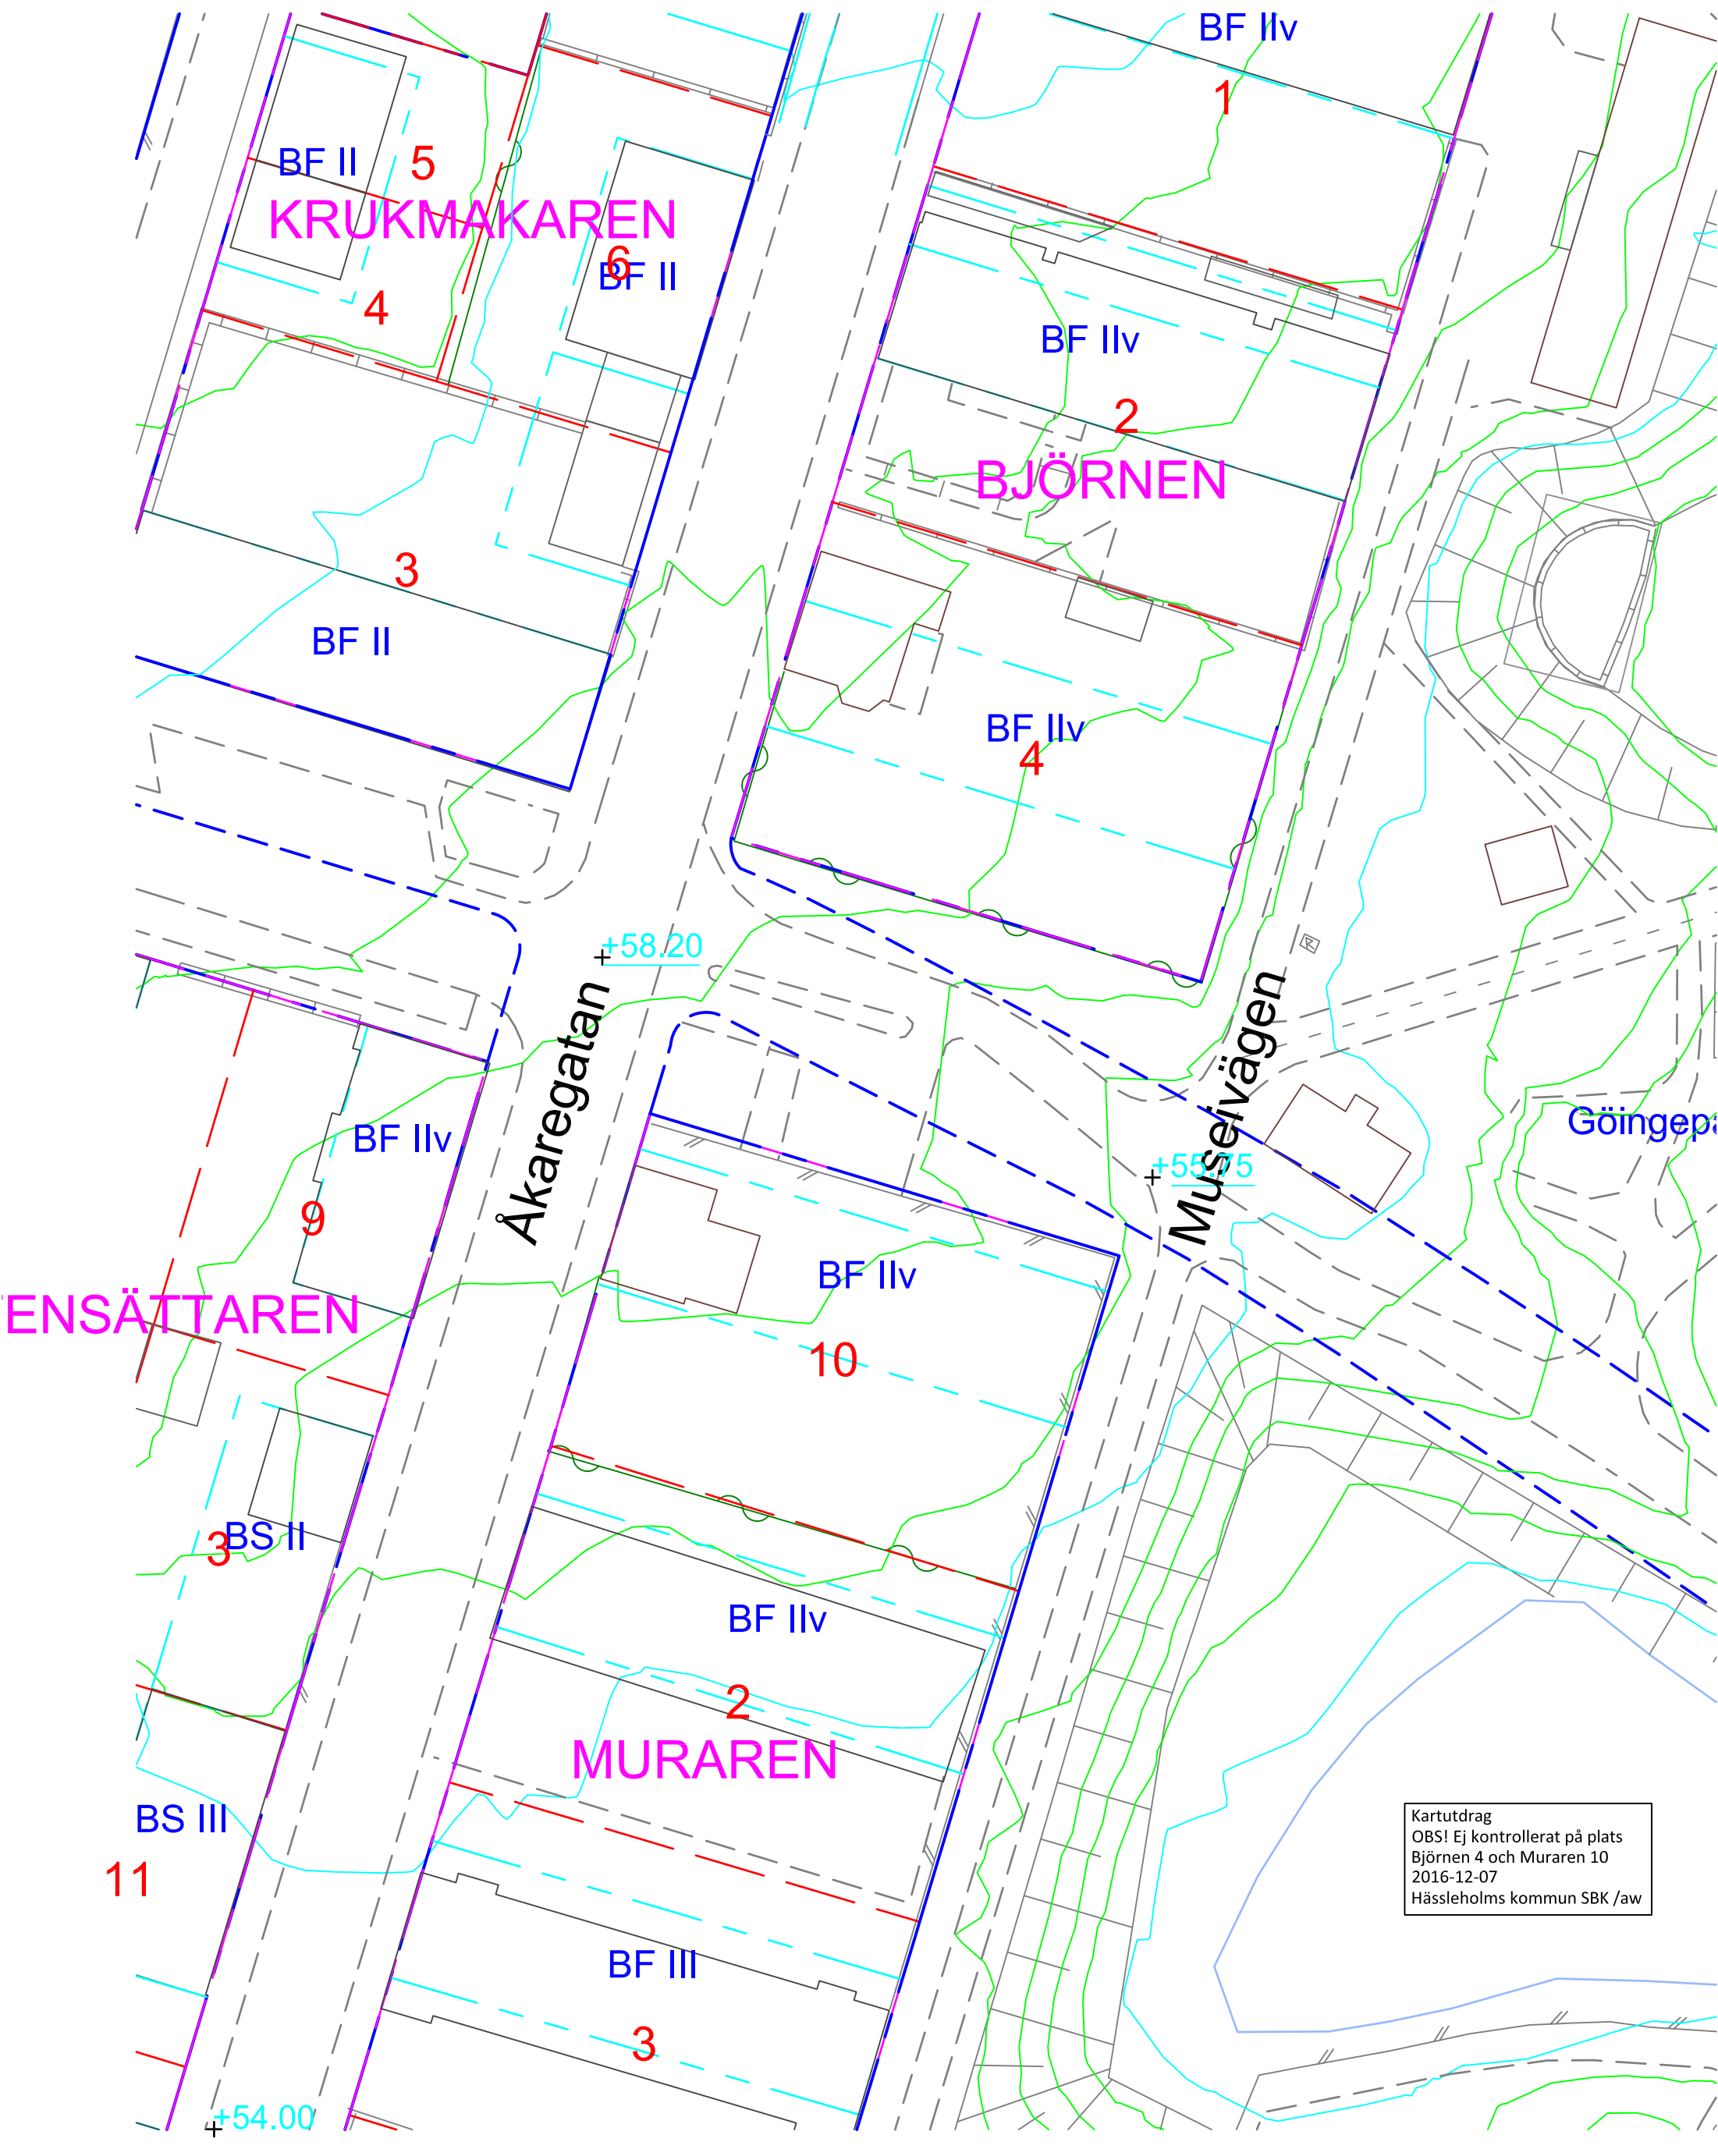 BF IIv
1
BF II
5
KRUKMAKAREN
6
BF II
4
BF IIv
2
BJÖRNEN
3
BF II
BF IIv
4
+58.20
Åkaregatan
Museivägen
BF IIv
+55.75
Göingepa
9
BF IIv
ENSÄTTAREN
10
3
BS II
BF IIv
2
MURAREN
BS III
11
Kartutdrag
OBS! Ej kontrollerat på plats
Björnen 4 och Muraren 10
2016-12-07
Hässleholms kommun SBK /aw
BF III
3
+54.00